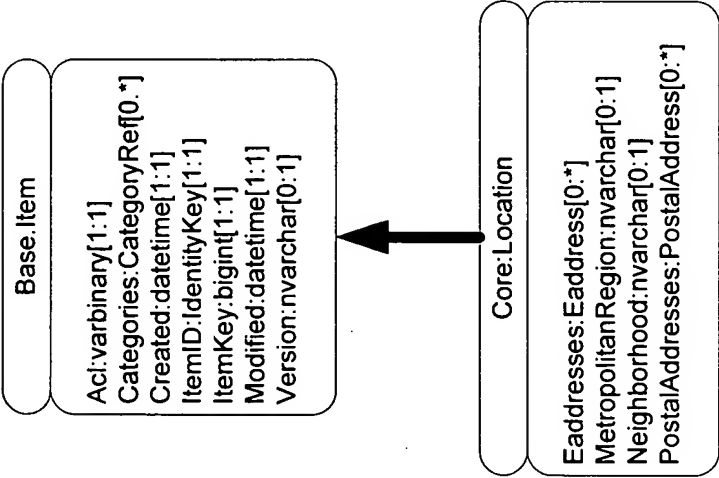 Base.Item
Acl:varbinary[1:1]
Categories:CategoryRef[0.*]
Created:datetime[1:1]
ItemID:IdentityKey[1:1]
ItemKey:bigint[1:1]
Modified:datetime[1:1]
Version:nvarchar[0:1]
Core:Location
Eaddresses:Eaddress[0:*]
MetropolitanRegion:nvarchar[0:1]
Neighborhood:nvarchar[0:1]
PostalAddresses:PostalAddress[0:*]